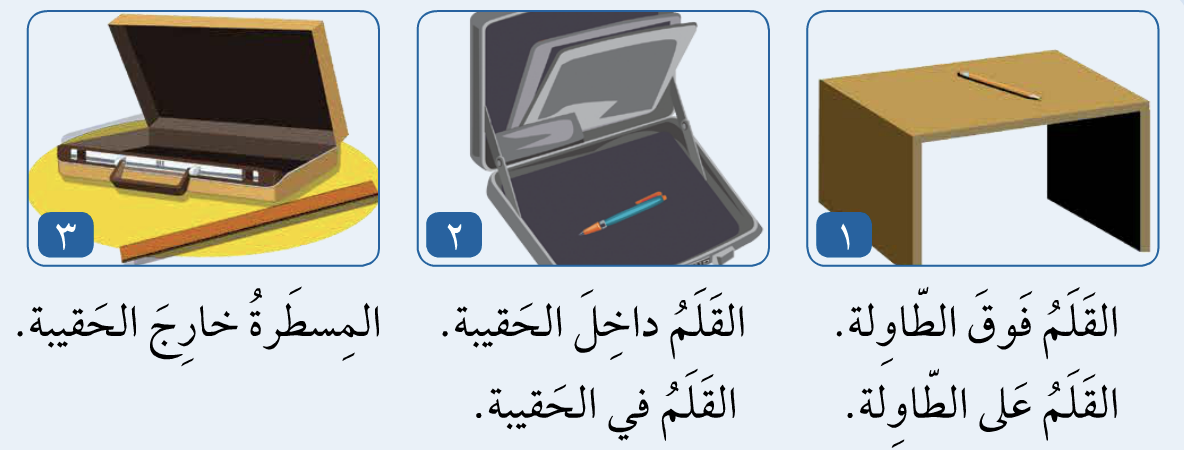 ١
القَلَمُ فَوقَ الطّاوِلة.
القَلَمُ عَلى الطّاوِلة.
٢
القَلَمُ داخِلَ الحَقيبة.
القَلَمُ في الحَقيبة.
٣
المِسطَرةُ خارِجَ الحَقيبة.